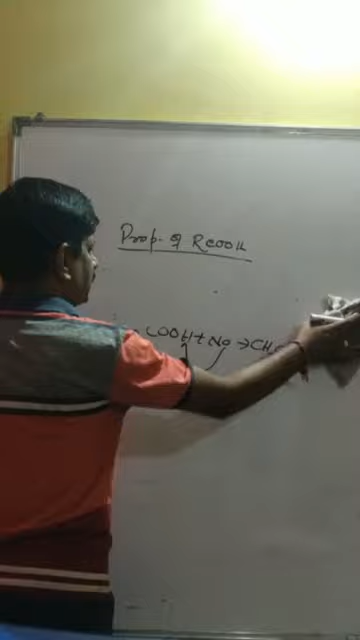 Prop. of RCOOH
COOH + Na → CH